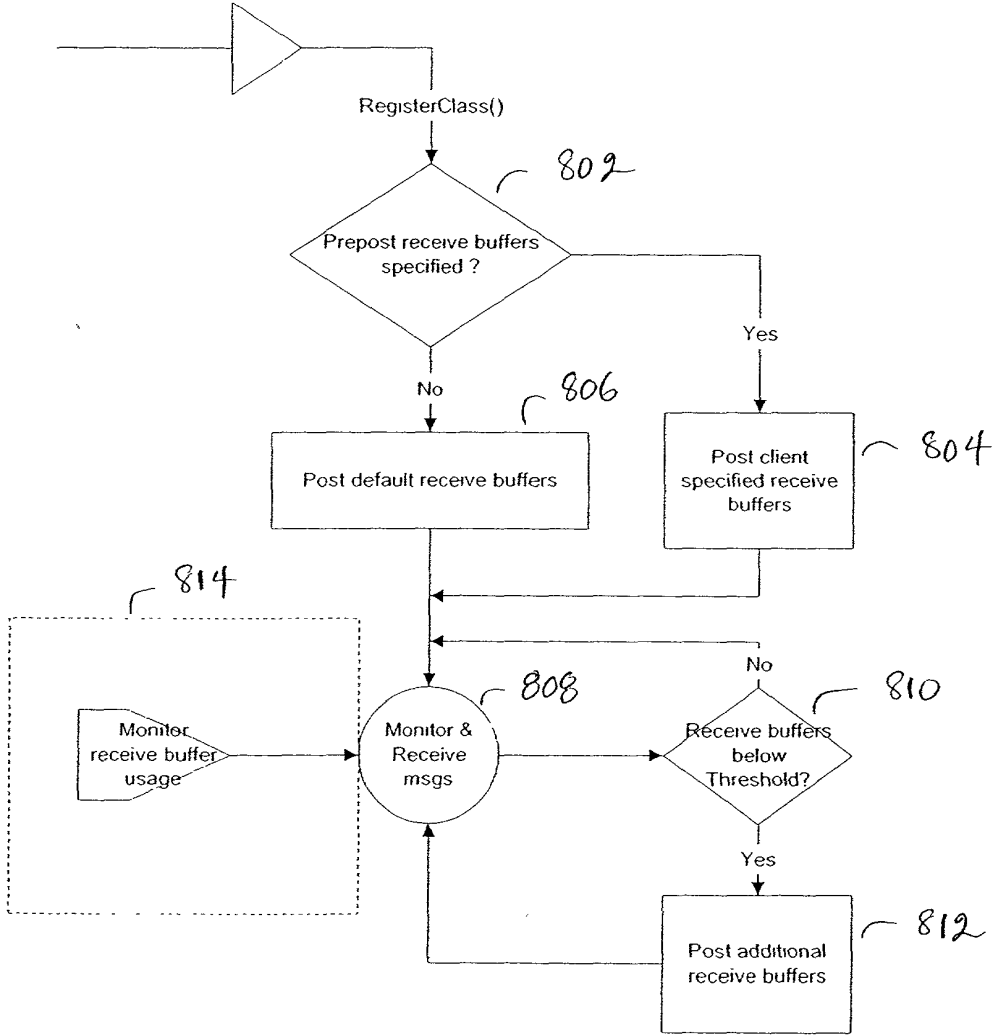 RegisterClass()
802
Prepost receive buffers
specified ?
Yes
No
806
Post default receive buffers
804
Post client
specified receive
buffers
814
No
808
810
Monitor
receive buffer
usage
Monitor &
Receive
msgs
Receive buffers
below
Threshold?
Yes
812
Post additional
receive buffers